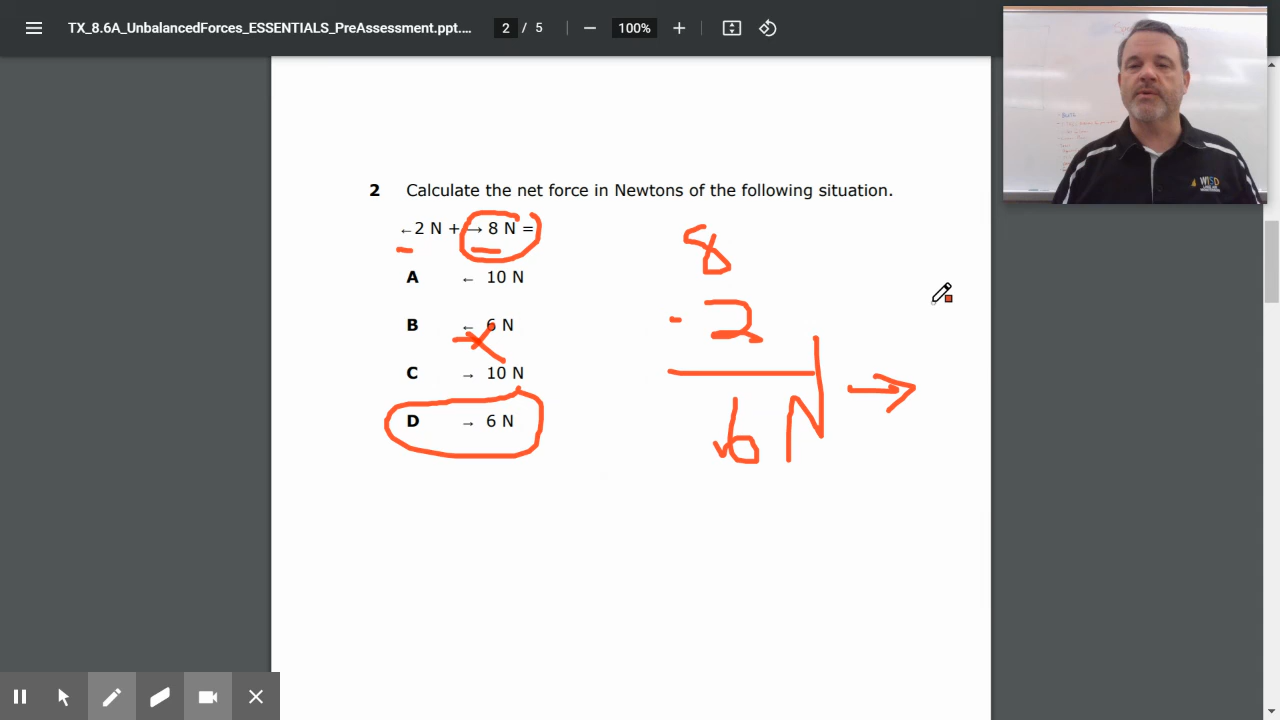 TX_8.6A_UnbalancedForces_ESSENTIALS_PreAssessment.ppt.... 2 / 5 100%
2 Calculate the net force in Newtons of the following situation.
←2 N + → 8 N =
A ← 10 N
B ← 6 N
C → 10 N
D → 6 N
8
- 2
6 N →
WISD